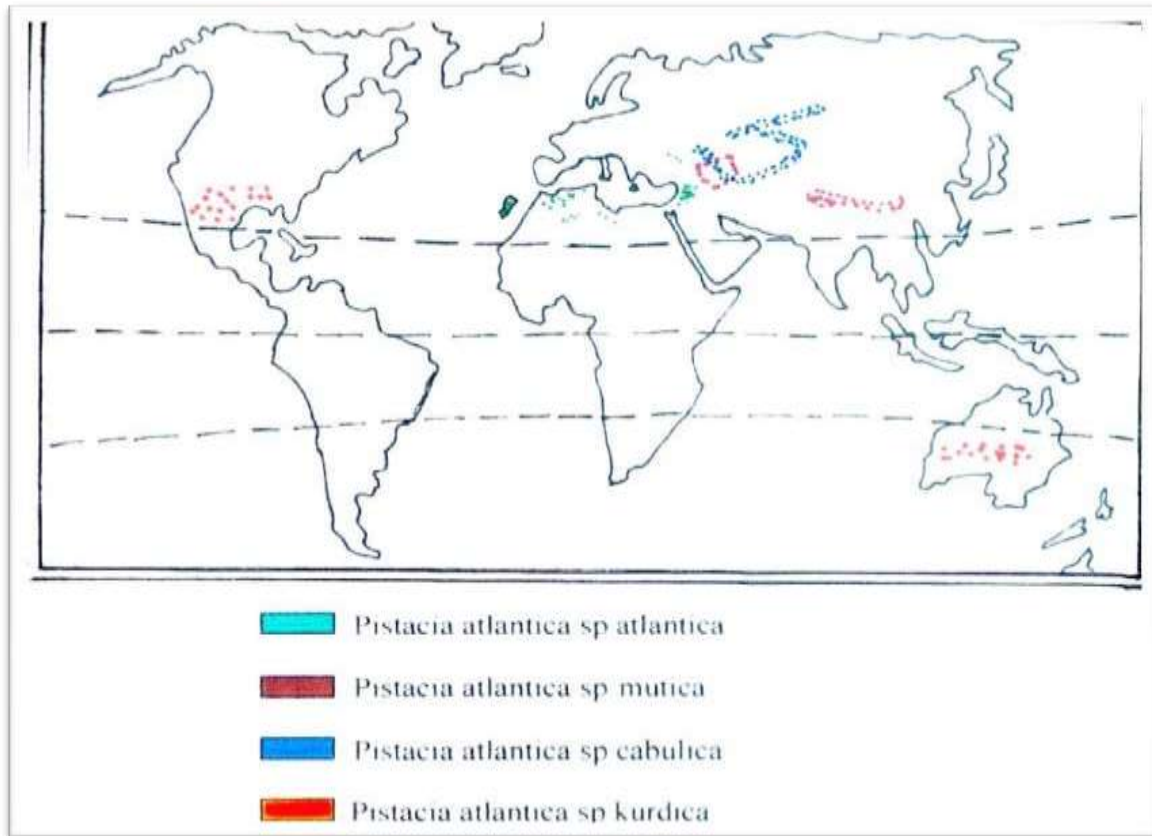 Pistacia atlantica sp atlantica
Pistacia atlantica sp mutica
Pistacia atlantica sp cabulica
Pistacia atlantica sp kurdica